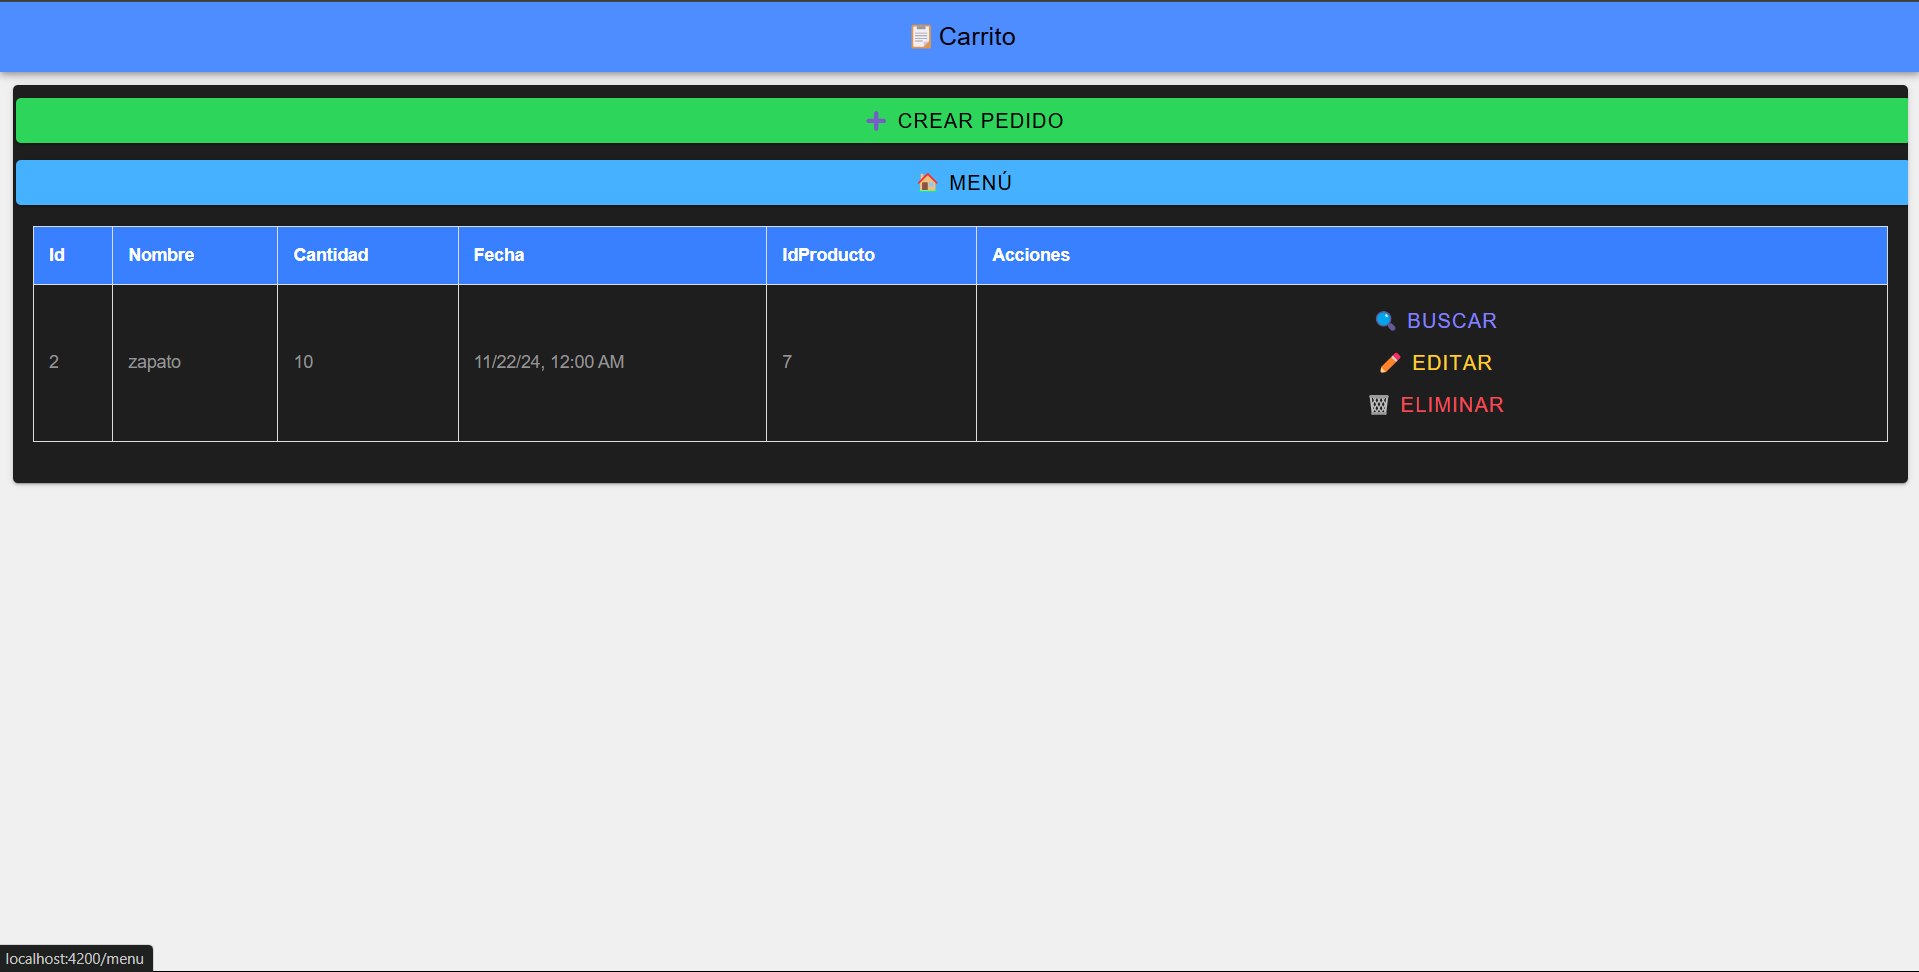 Carrito
CREAR PEDIDO
MENÚ
Id Nombre Cantidad Fecha IdProducto Acciones
BUSCAR
2 zapato 10 11/22/24, 12:00 AM 7 EDITAR
ELIMINAR
localhost:4200/menu